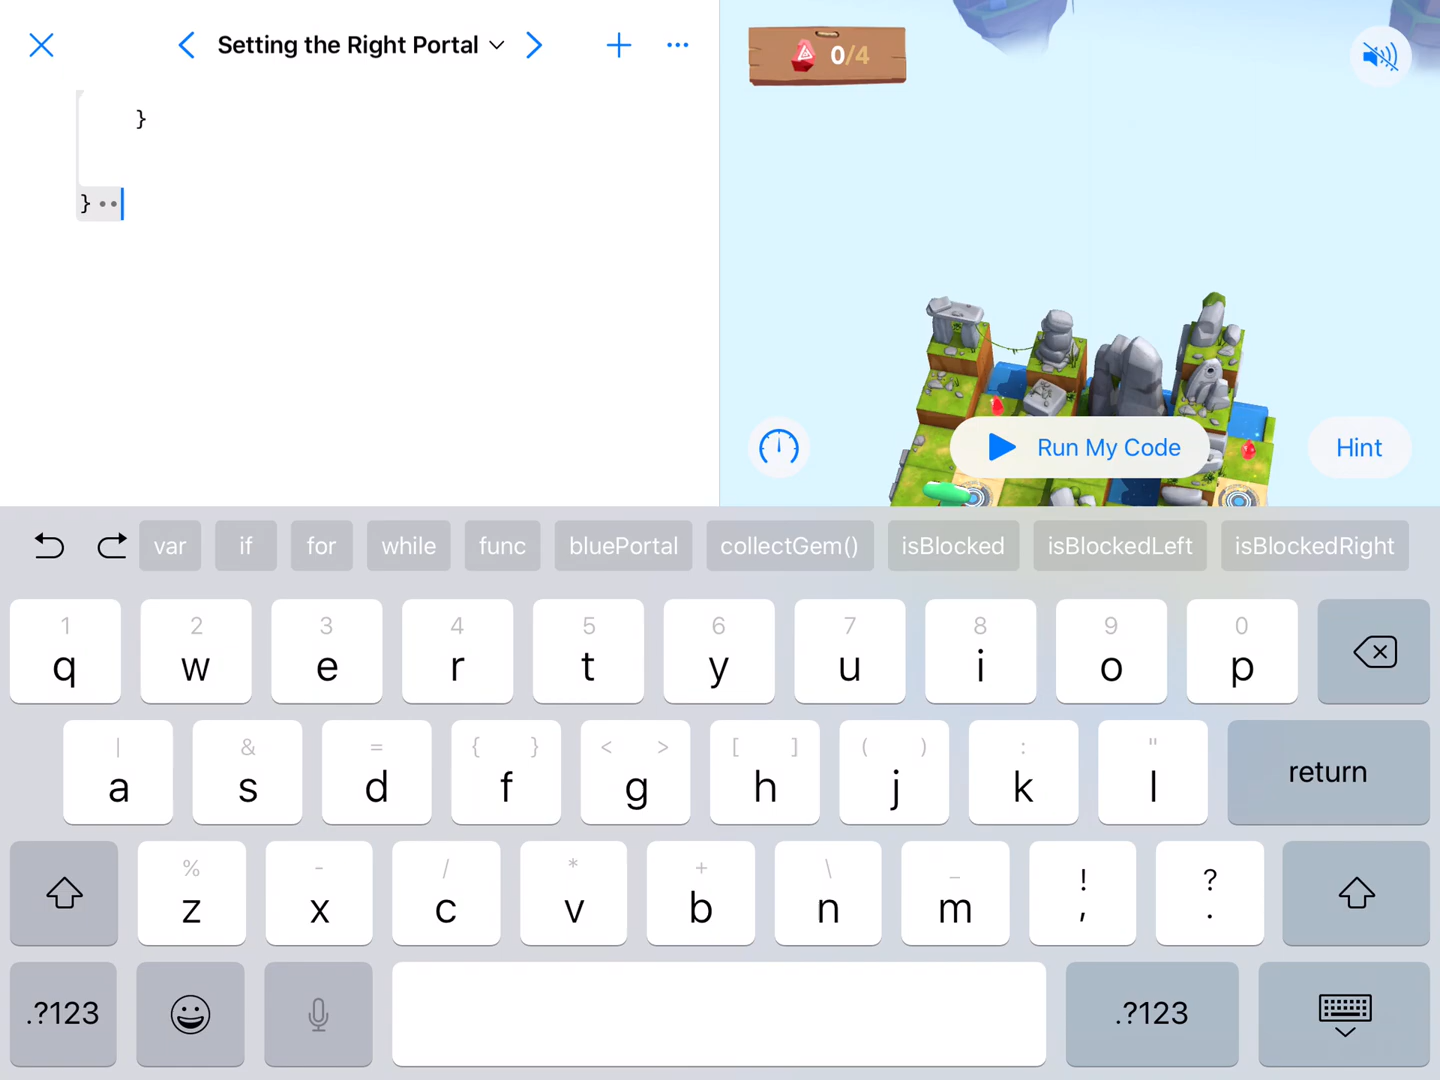 Setting the Right Portal
0/4
}
}
Run My Code
Hint
var if for while func bluePortal collectGem() isBlocked isBlockedLeft isBlockedRight
1 2 3 4 5 6 7 8 9 0
q w e r t y u i o p
| & = { } < > [ ] ( ) : "
a s d f g h j k l return
% - / * + \ _ ! ?
z x c v b n m , .
.?123 .?123